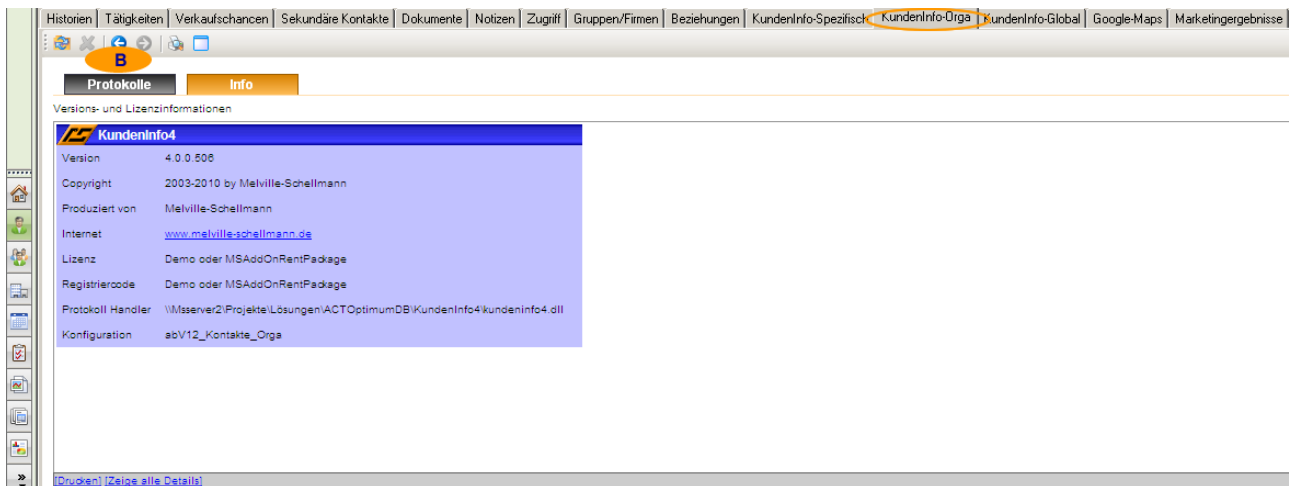 Historien Tätigkeiten Verkaufschancen Sekundäre Kontakte Dokumente Notizen Zugriff Gruppen/Firmen Beziehungen KundenInfo-Spezifisch KundenInfo-Orga KundenInfo-Global Google-Maps Marketingergebnisse
B
Protokolle Info
Versions- und Lizenzinformationen
KundenInfo4
Version 4.0.0.506
Copyright 2003-2010 by Melville-Schellmann
Produziert von Melville-Schellmann
Internet www.melville-schellmann.de
Lizenz Demo oder MSAddOnRentPackage
Registriercode Demo oder MSAddOnRentPackage
Protokoll Handler \\Msserver2\Projekte\Lösungen\ACTOptimumDB\KundenInfo4\kundeninfo4.dll
Konfiguration abV12_Kontakte_Orga
[Drucken] [Zeige alle Details]